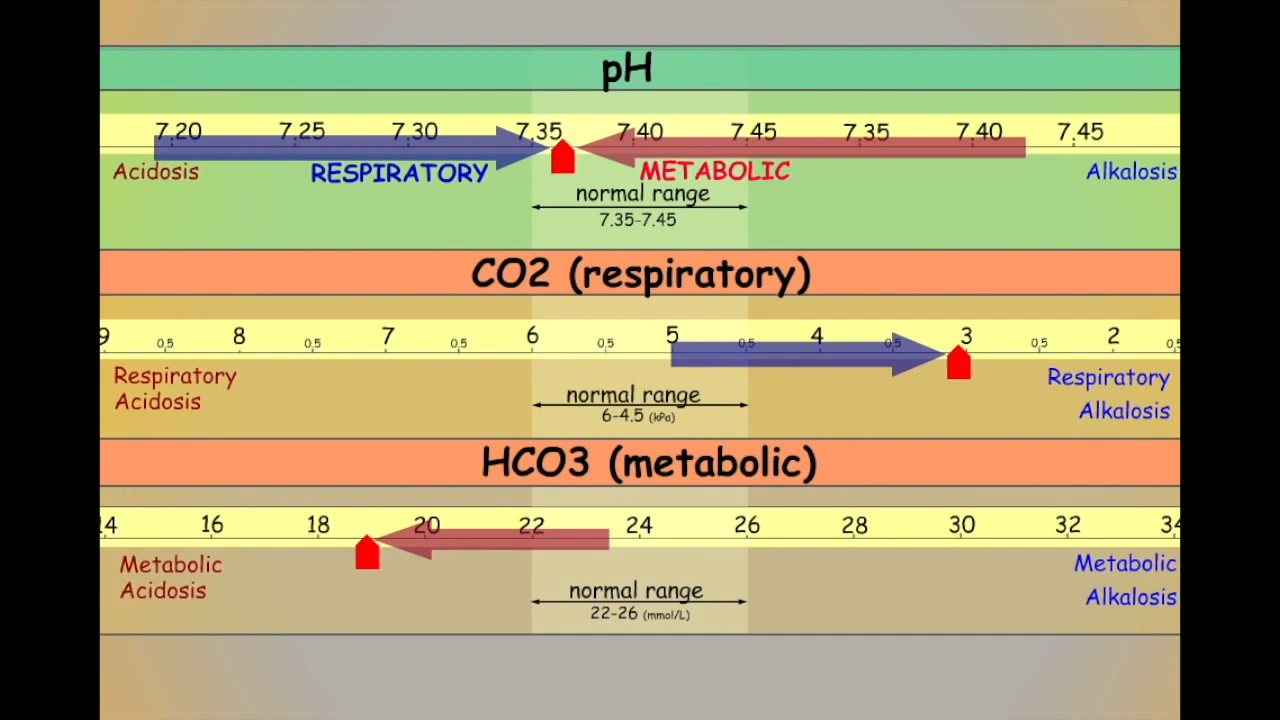 pH
7.20 7.25 7.30 7.35 7.40 7.45 7.35 7.40 7.45
Acidosis RESPIRATORY METABOLIC Alkalosis
normal range
7.35-7.45
CO2 (respiratory)
9 0,5 8 0,5 7 0,5 6 0,5 5 0,5 4 0,5 3 0,5 2 0,5
Respiratory Acidosis
normal range
6-4.5 (kPa)
Respiratory Alkalosis
HCO3 (metabolic)
14 16 18 20 22 24 26 28 30 32 34
Metabolic Acidosis
normal range
22-26 (mmol/L)
Metabolic Alkalosis